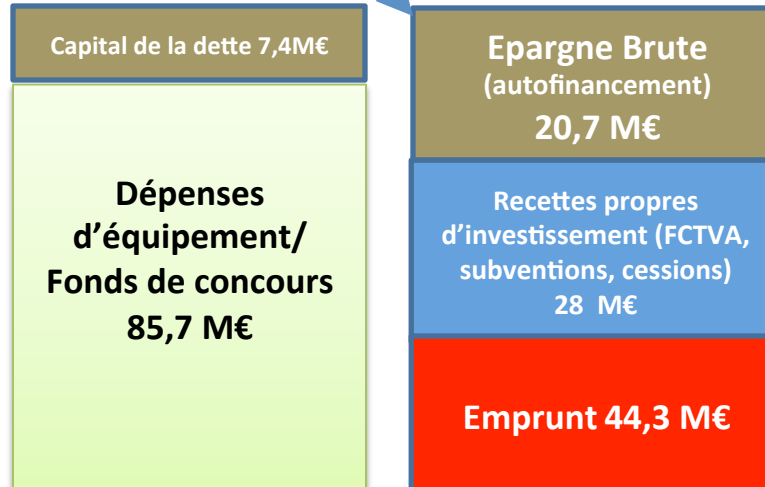 Capital de la dette 7,4M€
Dépenses
d’équipement/
Fonds de concours
85,7 M€
Epargne Brute
(autofinancement)
20,7 M€
Recettes propres
d’investissement (FCTVA,
subventions, cessions)
28 M€
Emprunt 44,3 M€